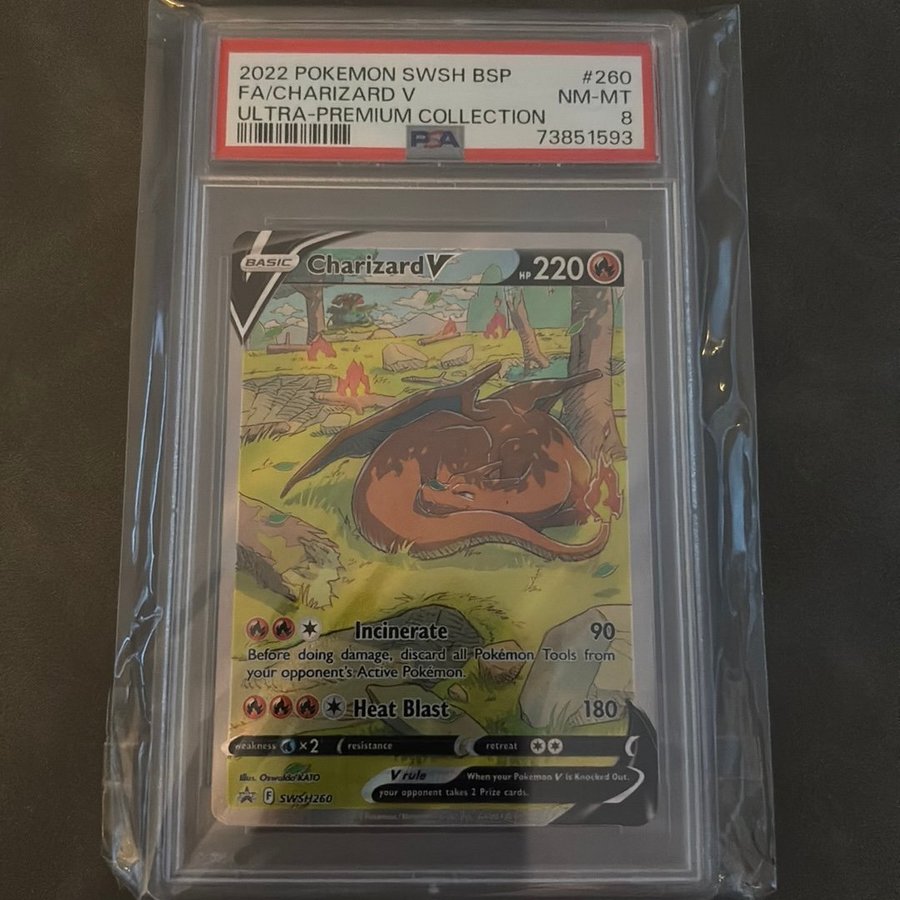 2022 POKEMON SWSH BSP #260
FA/CHARIZARD V NM-MT
ULTRA-PREMIUM COLLECTION 8
PSA 73851593
BASIC Charizard V HP 220
Incinerate 90
Before doing damage, discard all Pokémon Tools from
your opponent's Active Pokémon.
Heat Blast 180
weakness ×2 resistance retreat
Illus. Oswaldo KATO
V rule When your Pokémon V is Knocked Out,
your opponent takes 2 Prize cards.
F SWSH260